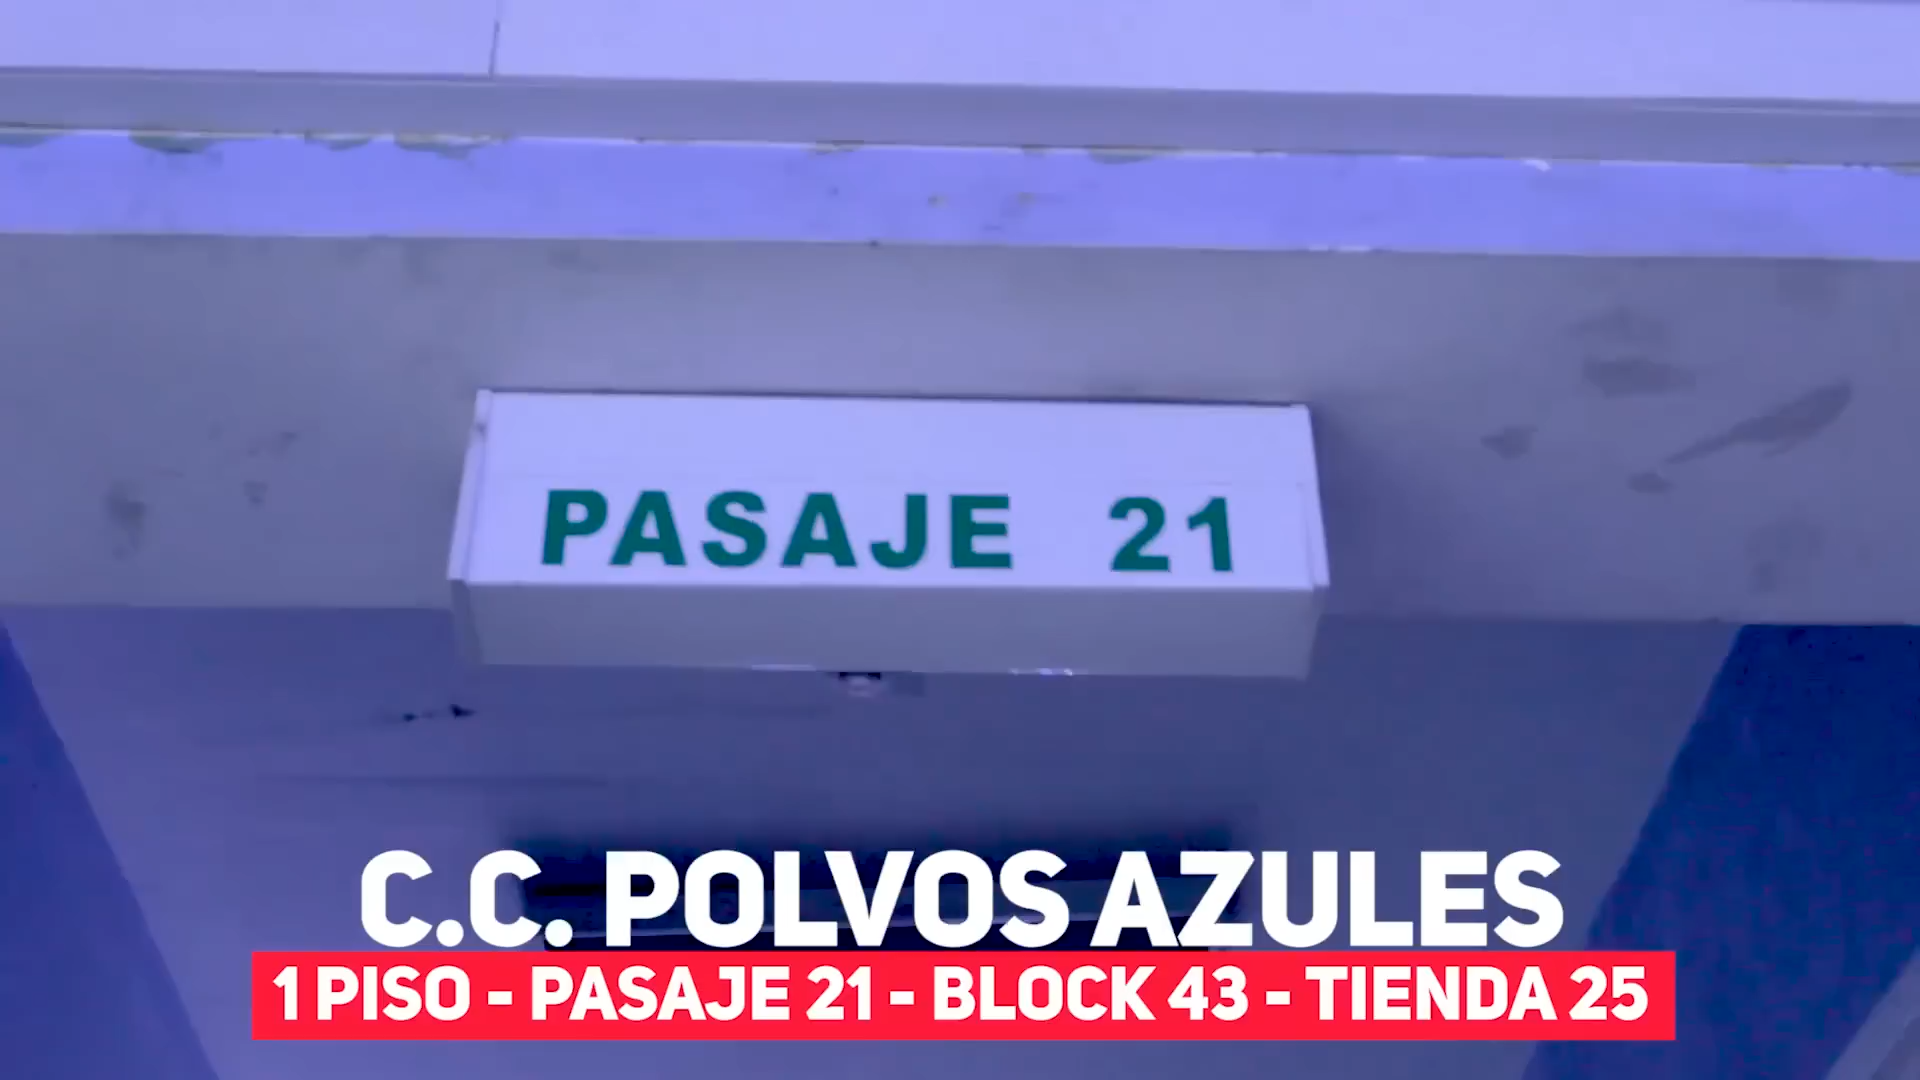 PASAJE 21
C.C. POLVOS AZULES
1 PISO - PASAJE 21 - BLOCK 43 - TIENDA 25